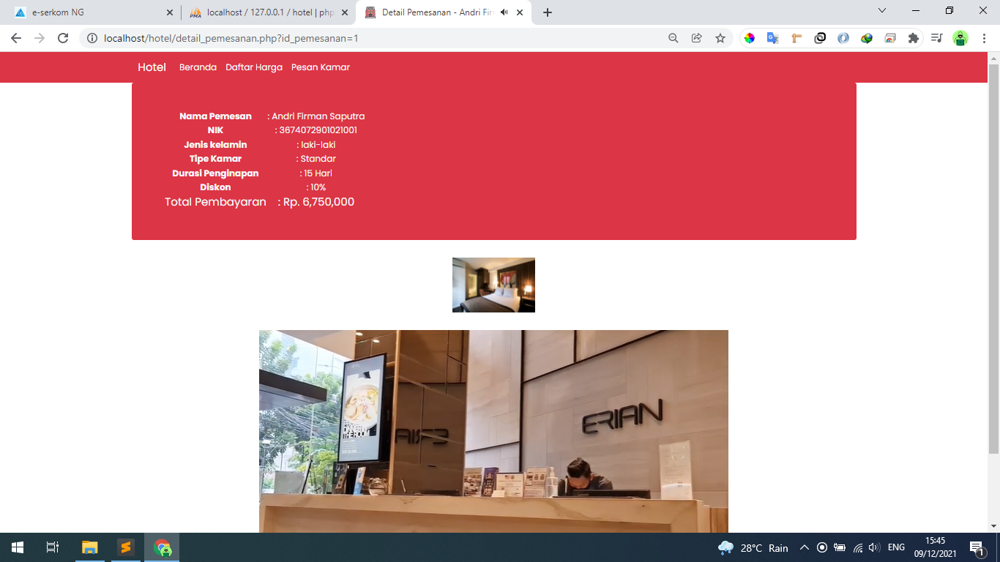 e-serkom NG
localhost / 127.0.0.1 / hotel | php
Detail Pemesanan - Andri Fir
localhost/hotel/detail_pemesanan.php?id_pemesanan=1
Hotel Beranda Daftar Harga Pesan Kamar
Nama Pemesan : Andri Firman Saputra
NIK : 3674072901021001
Jenis kelamin : laki-laki
Tipe Kamar : Standar
Durasi Penginapan : 15 Hari
Diskon : 10%
Total Pembayaran : Rp. 6,750,000
ERIAN
THE ROOM
28°C Rain
ENG
15:45
09/12/2021
1